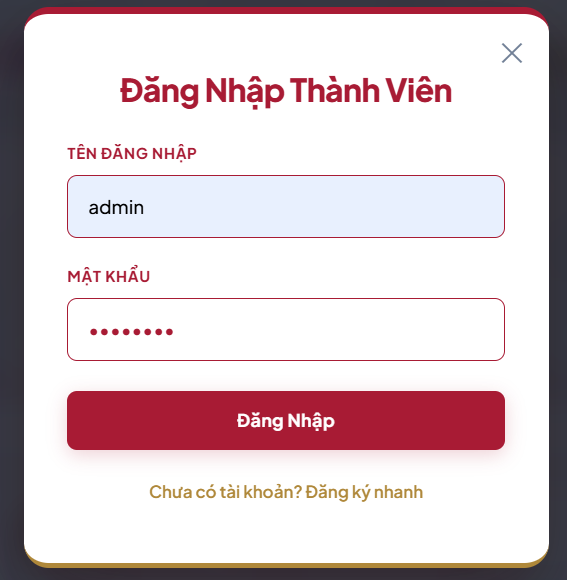 Đăng Nhập Thành Viên
TÊN ĐĂNG NHẬP
admin
MẬT KHẨU
••••••••
Đăng Nhập
Chưa có tài khoản? Đăng ký nhanh